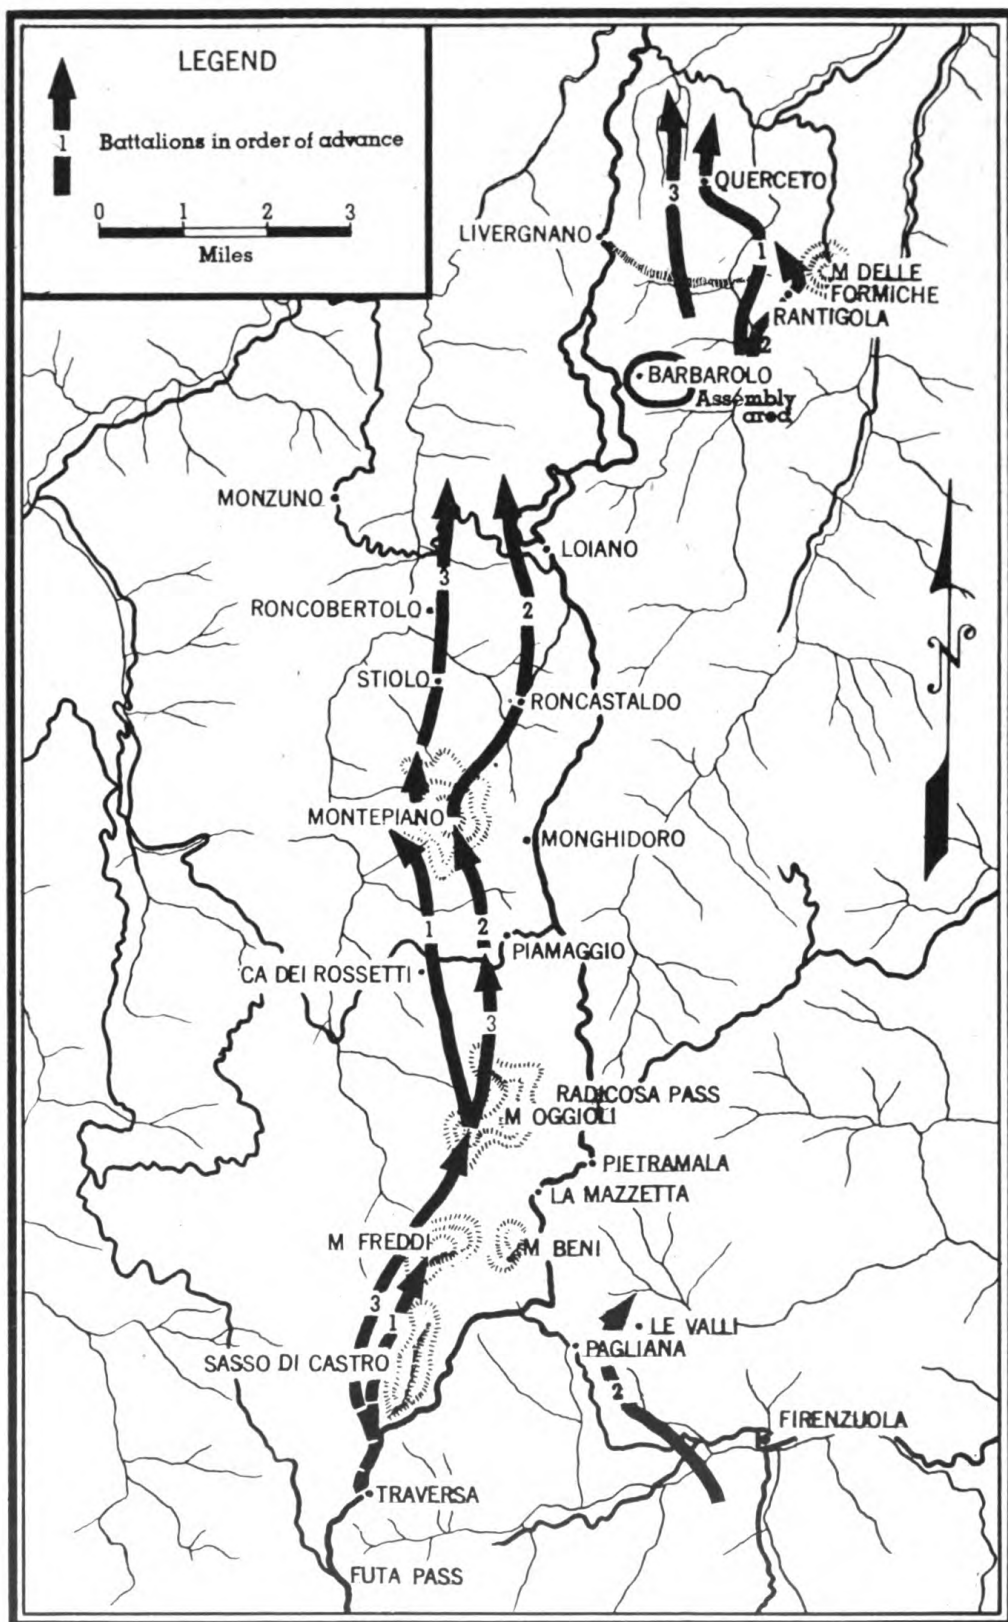 LEGEND
1
Battalions in order of advance
0 1 2 3
Miles
3
QUERCETO
LIVERGNANO
1
M DELLE
FORMICHE
RANTIGOLA
2
BARBAROLO
Assembly
area
MONZUNO
LOIANO
3
RONCOBERTOLO
2
STIOLO
RONCASTALDO
N
MONTEPIANO
MONGHIDORO
1
2
PIAMAGGIO
CA DEI ROSSETTI
3
RADICOSA PASS
M OGGIOLI
PIETRAMALA
LA MAZZETTA
M FREDDI
M BENI
3
1
LE VALLI
PAGLIANA
SASSO DI CASTRO
2
FIRENZUOLA
TRAVERSA
FUTA PASS